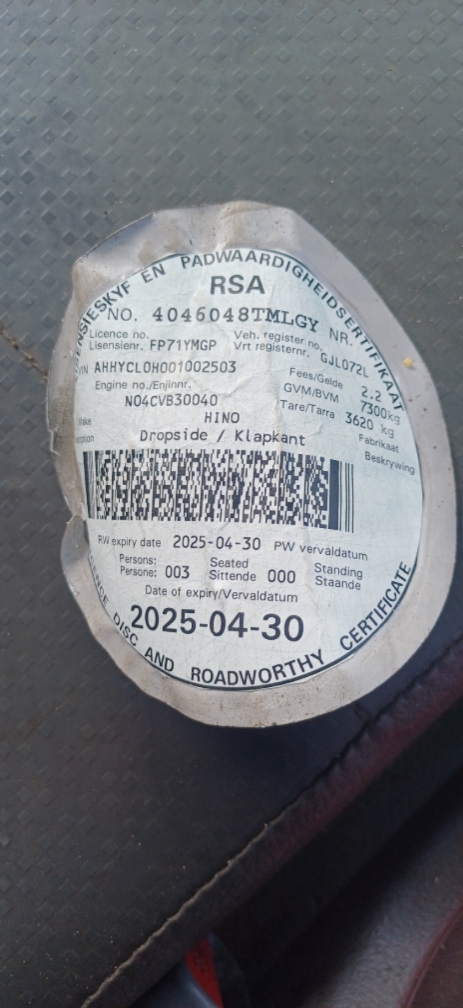 LISENSIESKYF EN PADWAARDIGHEIDSERTIFIKAAT
RSA
NO. 4046048TMLGY NR.
Licence no. Veh. register no.
Lisensienr. FP71YMGP Vrt registernr. GJL072L
VIN AHHYCL0H001002503 Fees/Gelde 2.2
Engine no./Enjinnr. GVM/BVM 7300kg
N04CVB30040 Tare/Tarra 3620 kg
Make HINO Fabrikaat
Dropside / Klapkant Beskrywing
RW expiry date 2025-04-30 PW vervaldatum
Persons: Seated Standing
Persone: 003 Sittende 000 Staande
Date of expiry/Vervaldatum
2025-04-30
LICENCE DISC AND ROADWORTHY CERTIFICATE